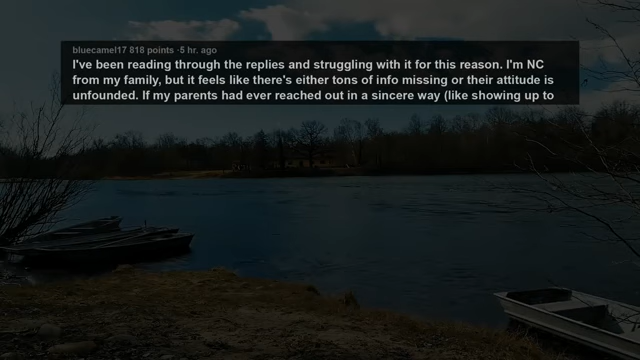 bluecamel17 818 points ·5 hr. ago
I've been reading through the replies and struggling with it for this reason. I'm NC
from my family, but it feels like there's either tons of info missing or their attitude is
unfounded. If my parents had ever reached out in a sincere way (like showing up to